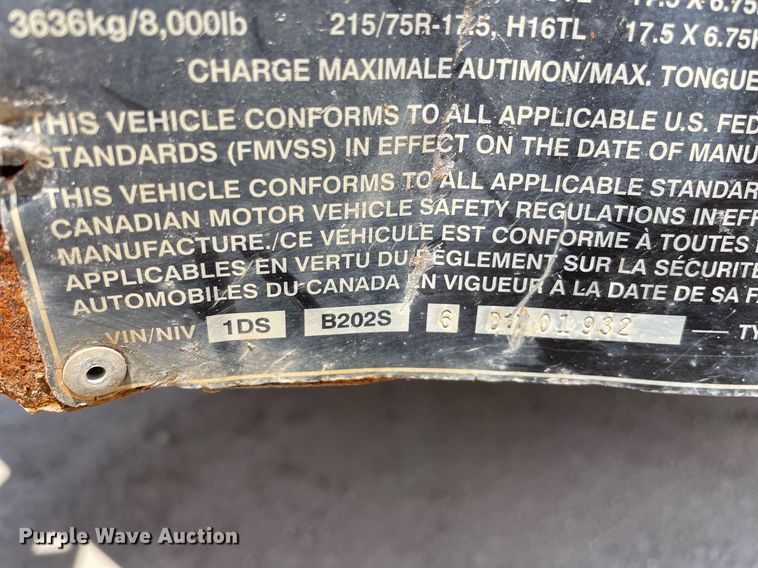 3636kg/8,000lb 215/75R-17.5, H16TL 17.5 X 6.75H
CHARGE MAXIMALE AUTIMON/MAX. TONGUE
THIS VEHICLE CONFORMS TO ALL APPLICABLE U.S. FED
STANDARDS (FMVSS) IN EFFECT ON THE DATE OF MANU
THIS VEHICLE CONFORMS TO ALL APPLICABLE STANDAR
CANADIAN MOTOR VEHICLE SAFETY REGULATIONS IN EFF
MANUFACTURE./CE VÉHICULE EST CONFORME À TOUTES
APPLICABLES EN VERTU DU RÈGLEMENT SUR LA SÉCURITÉ
AUTOMOBILES DU CANADA EN VIGUEUR À LA DATE DE SA FA
VIN/NIV 1DS B202S 6 — TY
Purple Wave Auction